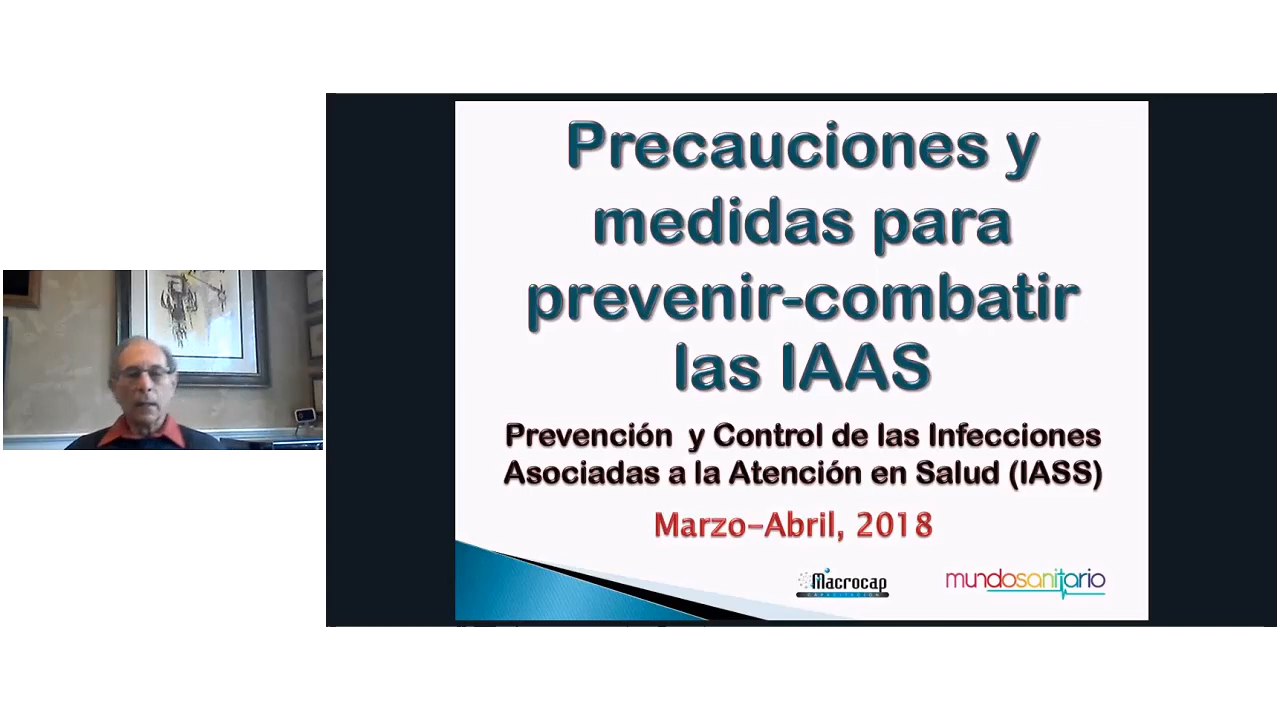 Precauciones y
medidas para
prevenir-combatir
las IAAS
Prevención y Control de las Infecciones
Asociadas a la Atención en Salud (IASS)
Marzo-Abril, 2018
Macrocap
CAPACITACIÓN
mundosanitario